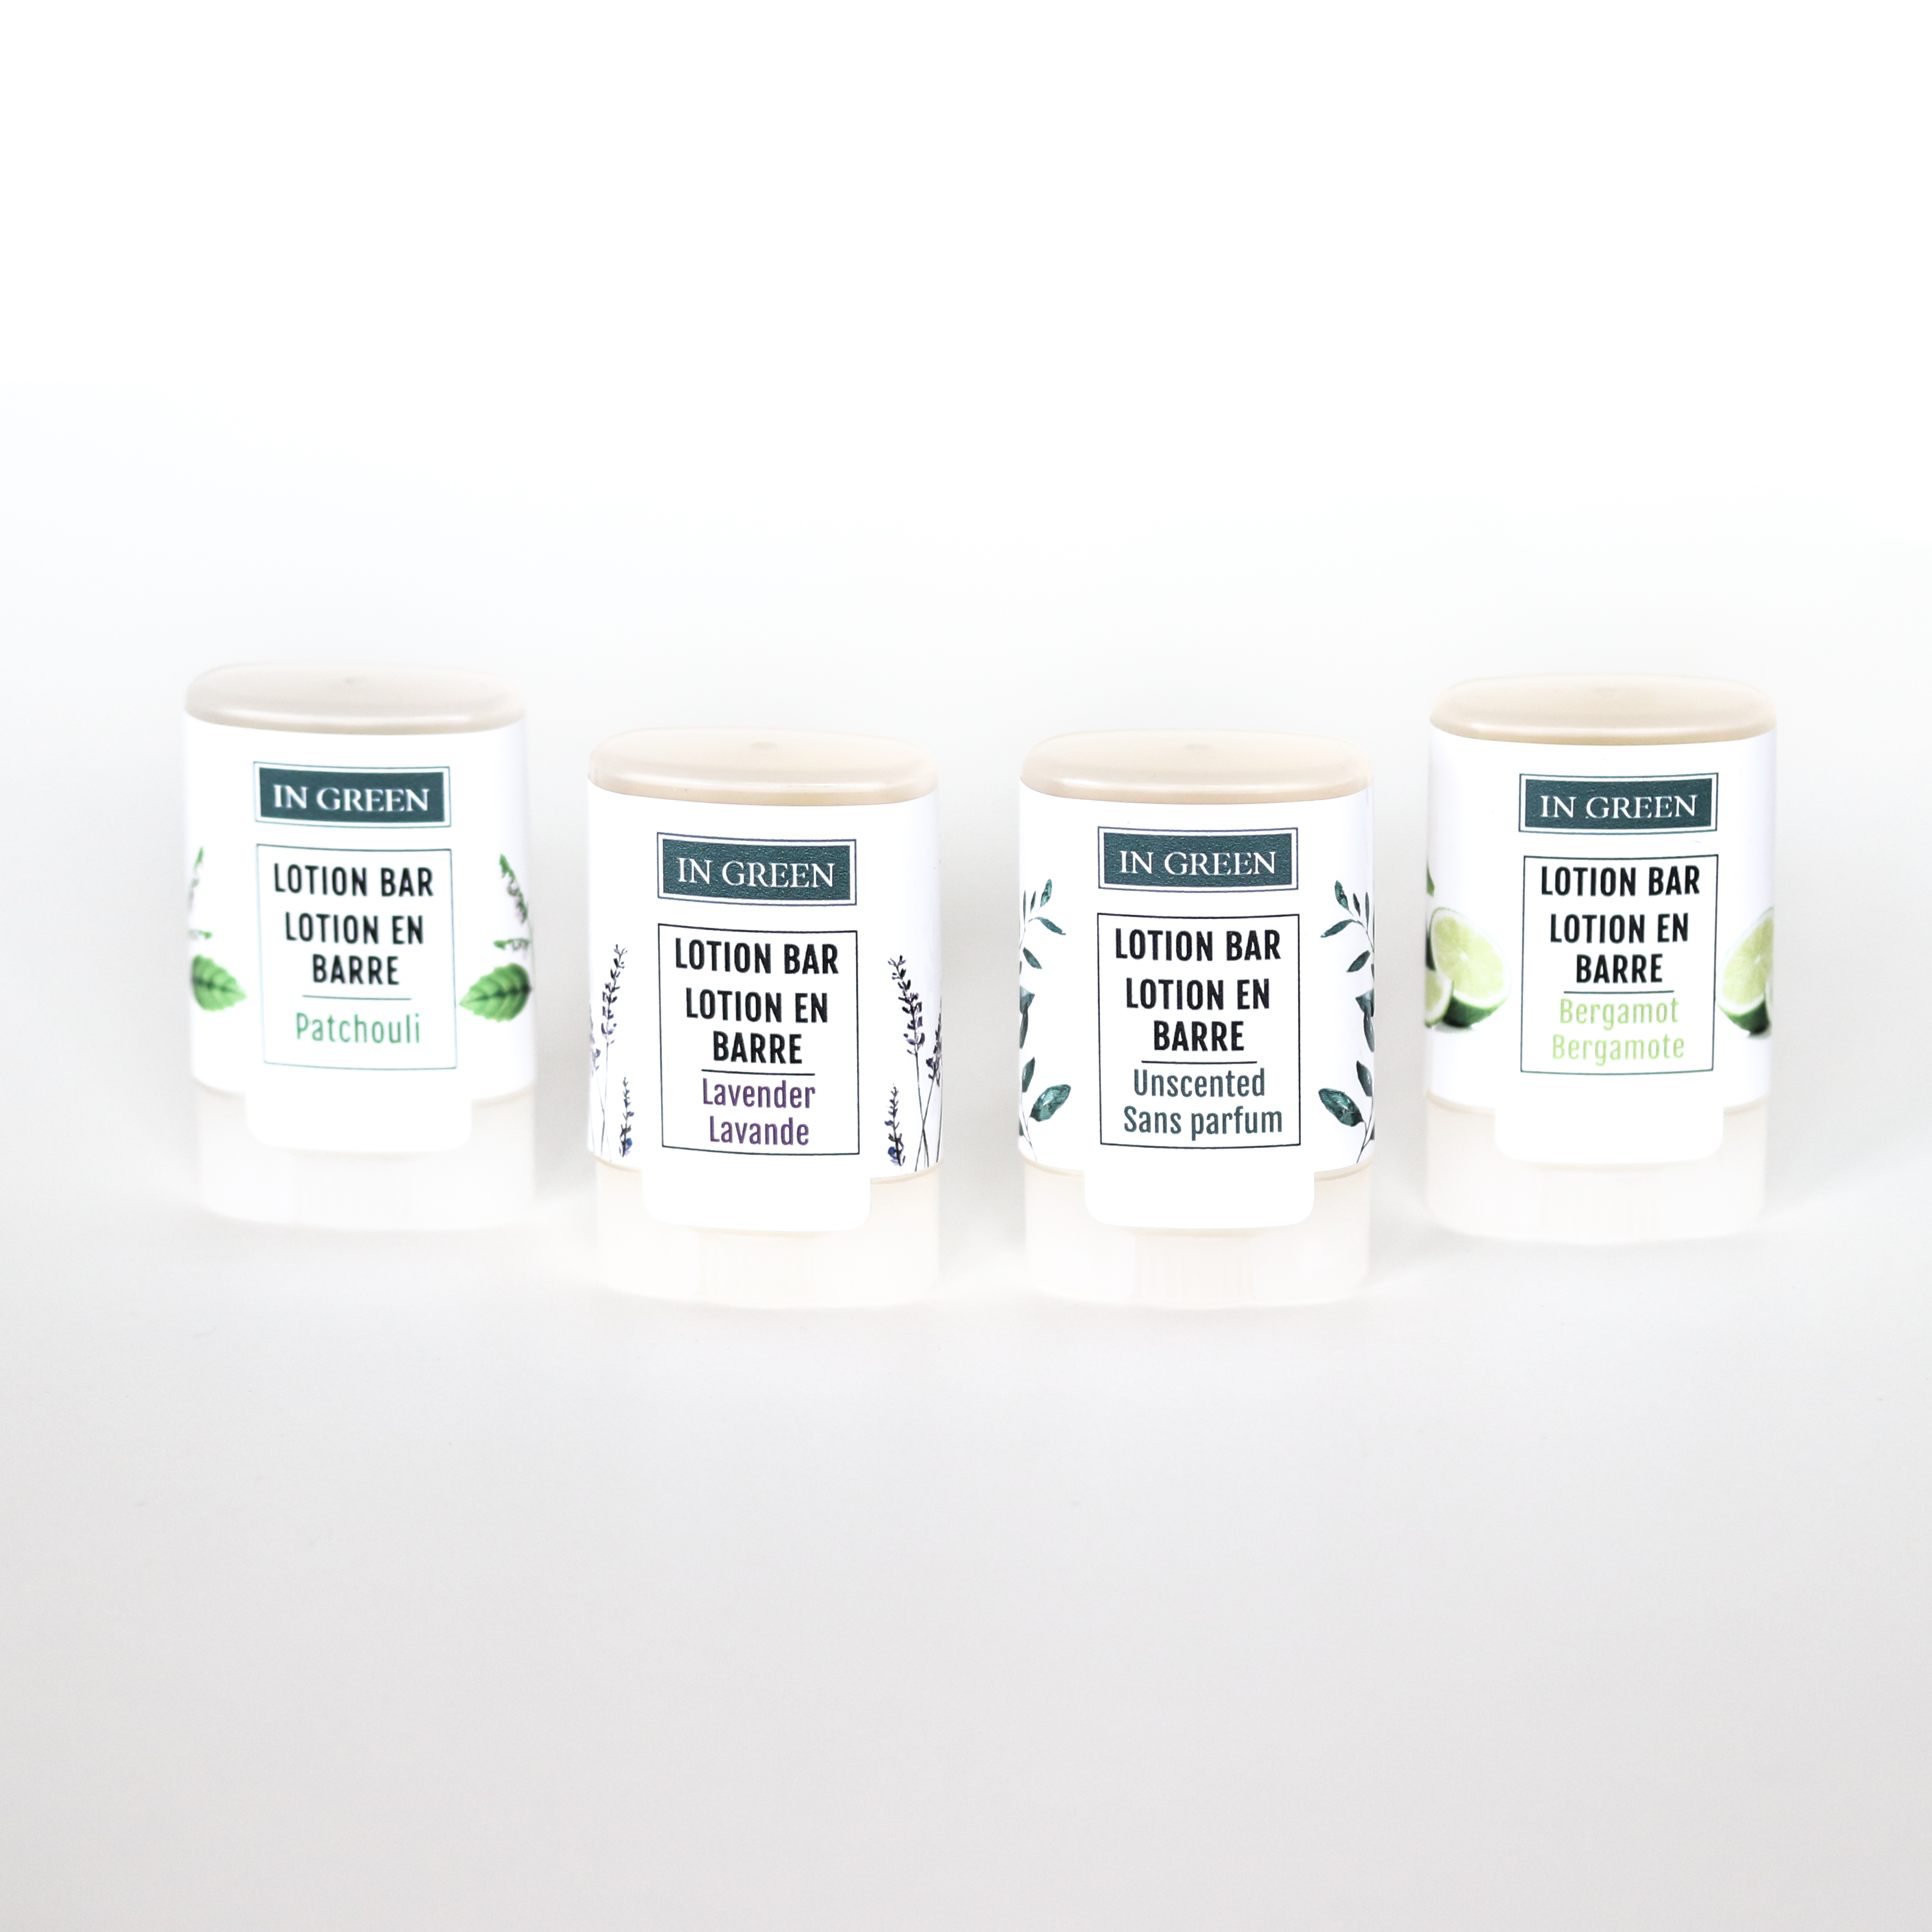 IN GREEN
LOTION BAR
LOTION EN
BARRE
Patchouli
IN GREEN
LOTION BAR
LOTION EN
BARRE
Lavender
Lavande
IN GREEN
LOTION BAR
LOTION EN
BARRE
Unscented
Sans parfum
IN GREEN
LOTION BAR
LOTION EN
BARRE
Bergamot
Bergamote